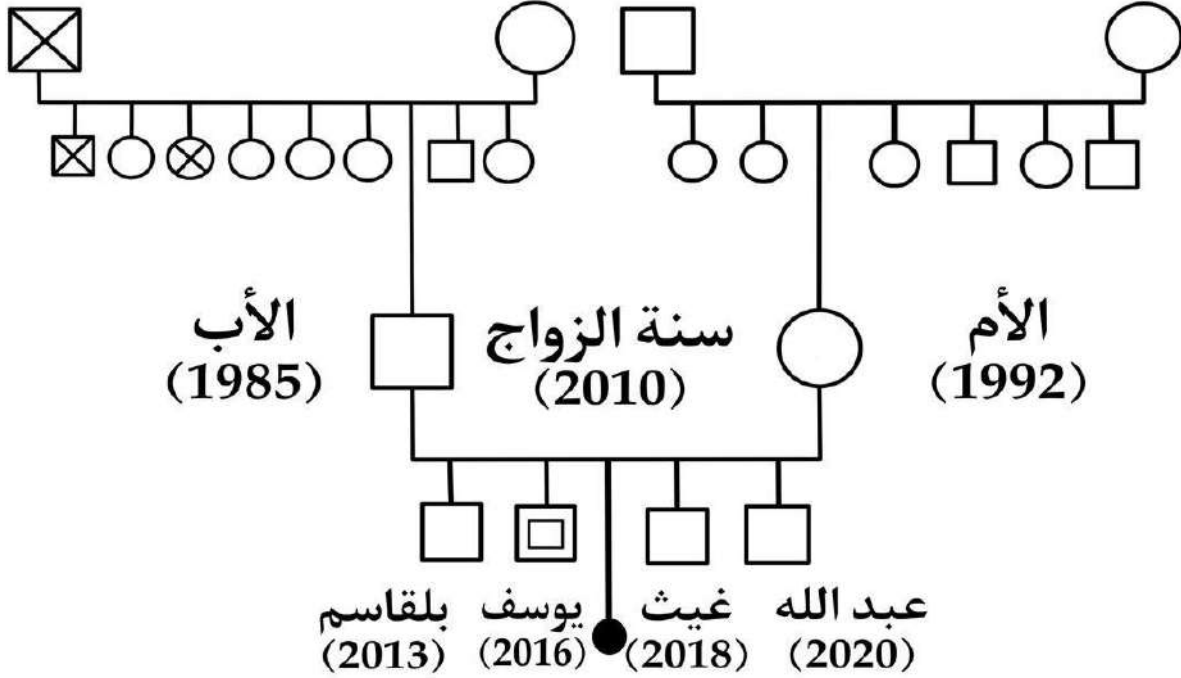 الأم
(1992)
سنة الزواج
(2010)
الأب
(1985)
عبد الله
(2020)
غيث
(2018)
يوسف
(2016)
بلقاسم
(2013)